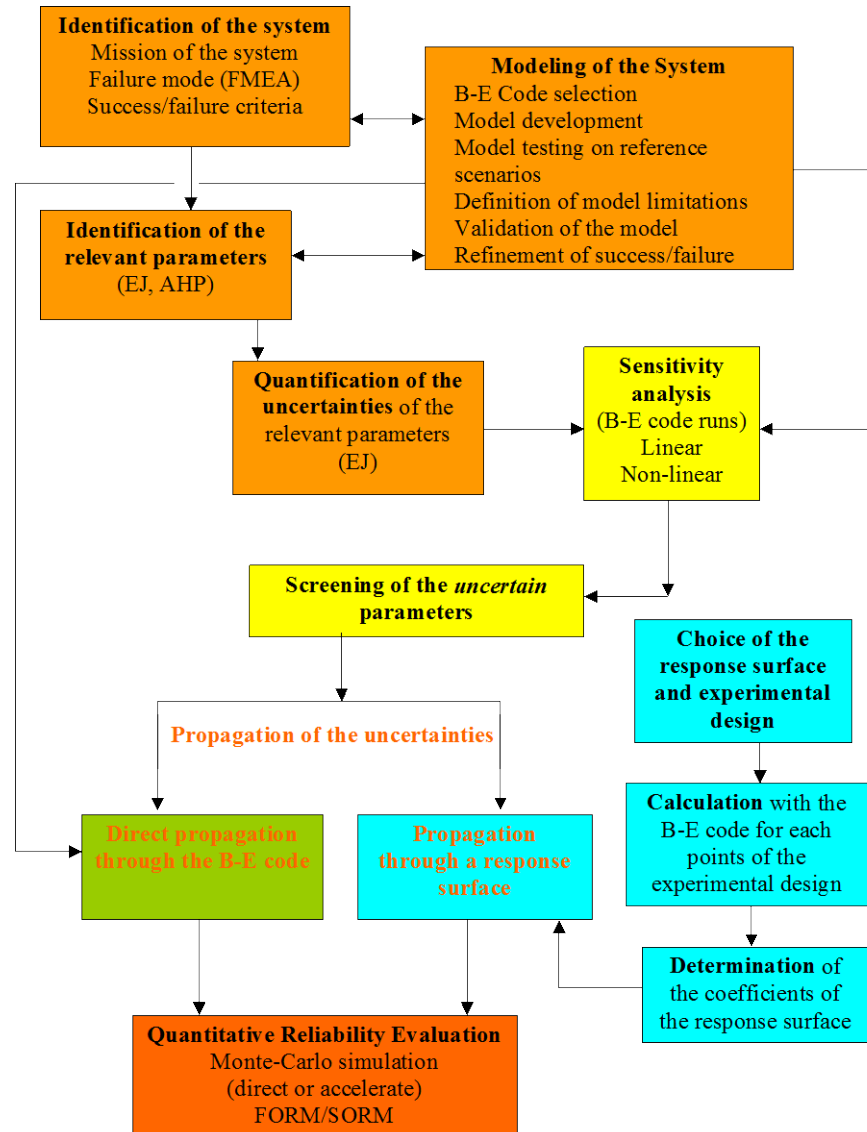 Identification of the system
Mission of the system
Failure mode (FMEA)
Success/failure criteria
Modeling of the System
B-E Code selection
Model development
Model testing on reference
scenarios
Definition of model limitations
Validation of the model
Refinement of success/failure
Identification of the
relevant parameters
(EJ, AHP)
Quantification of the
uncertainties of the
relevant parameters
(EJ)
Sensitivity
analysis
(B-E code runs)
Linear
Non-linear
Screening of the uncertain
parameters
Choice of the
response surface
and experimental
design
Propagation of the uncertainties
Calculation with the
B-E code for each
points of the
experimental design
Direct propagation
through the B-E code
Propagation
through a response
surface
Determination of
the coefficients of
the response surface
Quantitative Reliability Evaluation
Monte-Carlo simulation
(direct or accelerate)
FORM/SORM